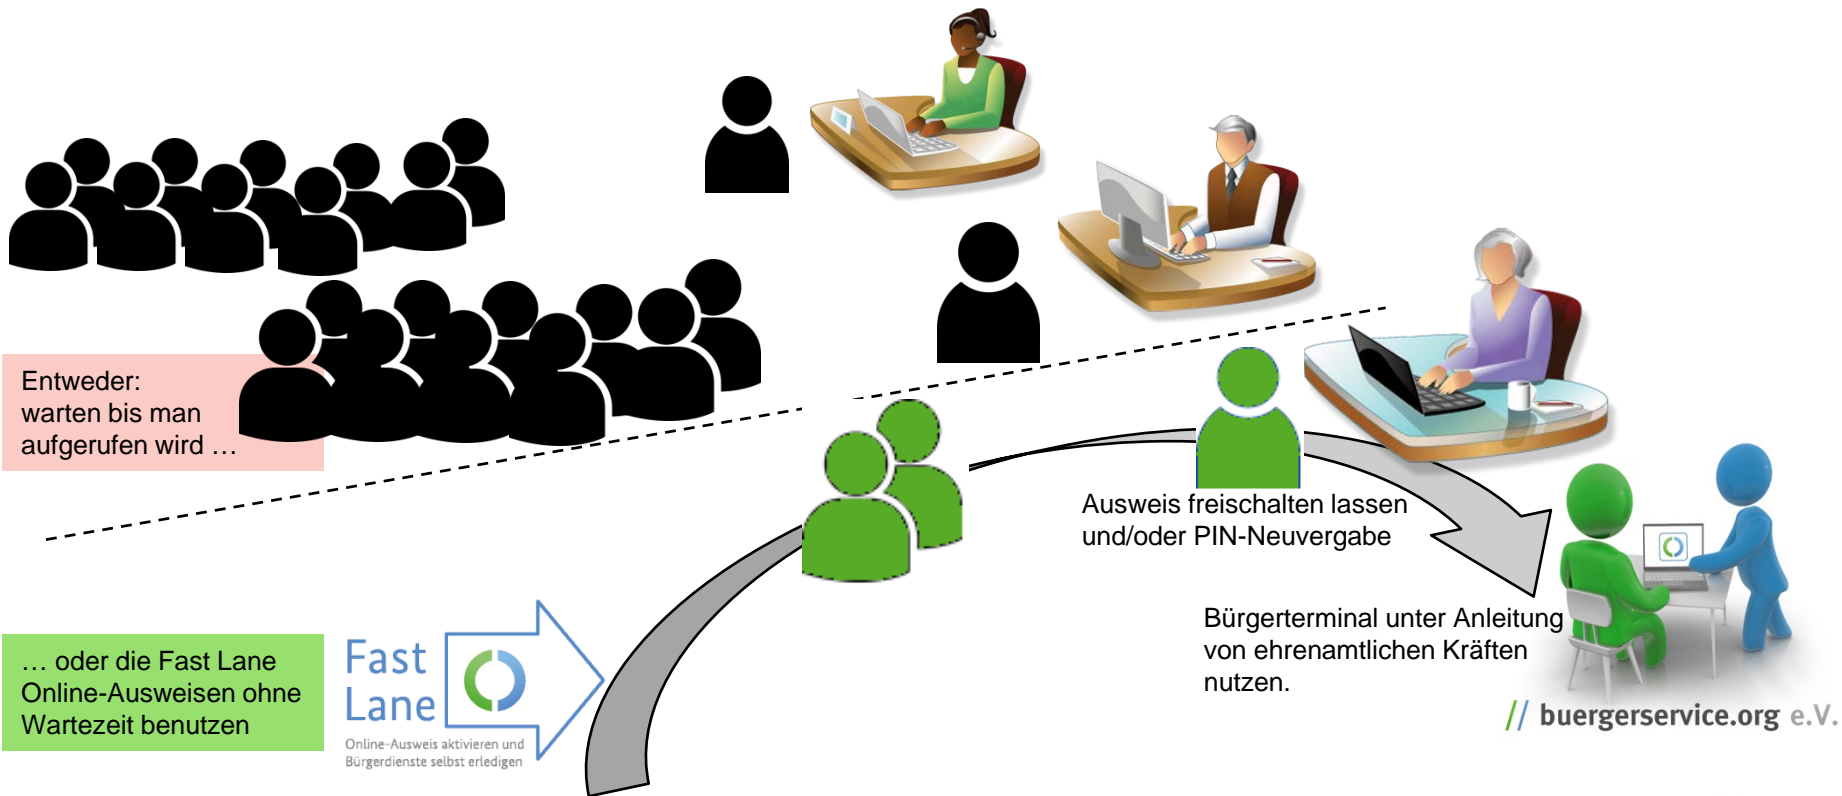 Entweder:
warten bis man
aufgerufen wird …
… oder die Fast Lane
Online-Ausweisen ohne
Wartezeit benutzen
Fast
Lane
Online-Ausweis aktivieren und
Bürgerdienste selbst erledigen
Ausweis freischalten lassen
und/oder PIN-Neuvergabe
Bürgerterminal unter Anleitung
von ehrenamtlichen Kräften
nutzen.
// buergerservice.org e.V.